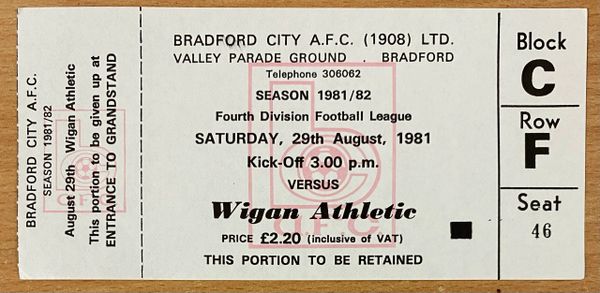 BRADFORD CITY A.F.C.
SEASON 1981/82
August 29th Wigan Athletic
This portion to be given up at
ENTRANCE TO GRANDSTAND
BRADFORD CITY A.F.C. (1908) LTD.
VALLEY PARADE GROUND . BRADFORD
Telephone 306062
SEASON 1981/82
Fourth Division Football League
SATURDAY, 29th August, 1981
Kick-Off 3.00 p.m.
VERSUS
Wigan Athletic
A.F.C.
PRICE £2.20 (inclusive of VAT)
THIS PORTION TO BE RETAINED
Block
C
Row
F
Seat
46